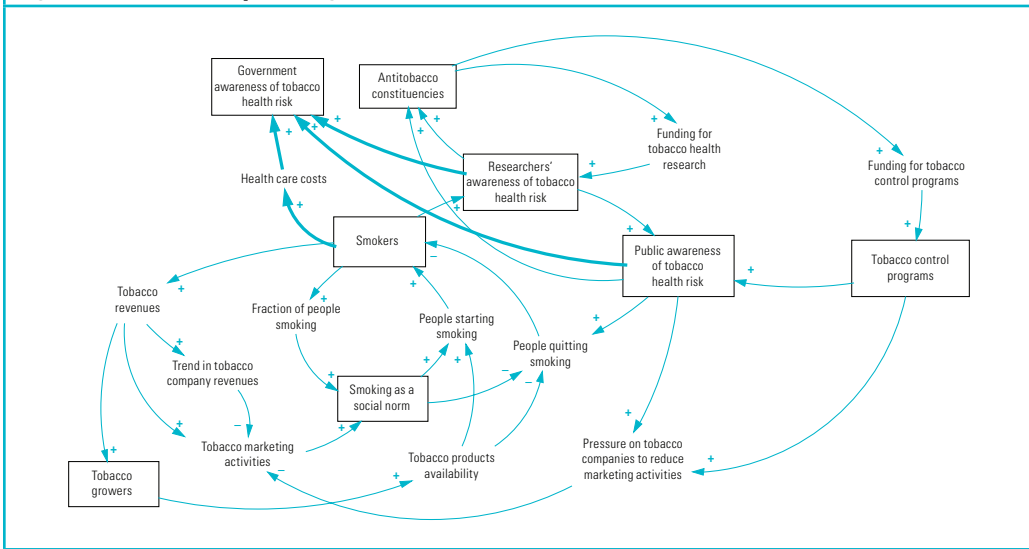 Government
awareness of tobacco
health risk
Antitobacco
constituencies
Funding for
tobacco health
research
Funding for tobacco
control programs
Researchers'
awareness of tobacco
health risk
Health care costs
Smokers
Public awareness
of tobacco
health risk
Tobacco control
programs
Tobacco
revenues
Fraction of people
smoking
People starting
smoking
People quitting
smoking
Trend in tobacco
company revenues
Smoking as a
social norm
Tobacco marketing
activities
Tobacco products
availability
Pressure on tobacco
companies to reduce
marketing activities
Tobacco
growers